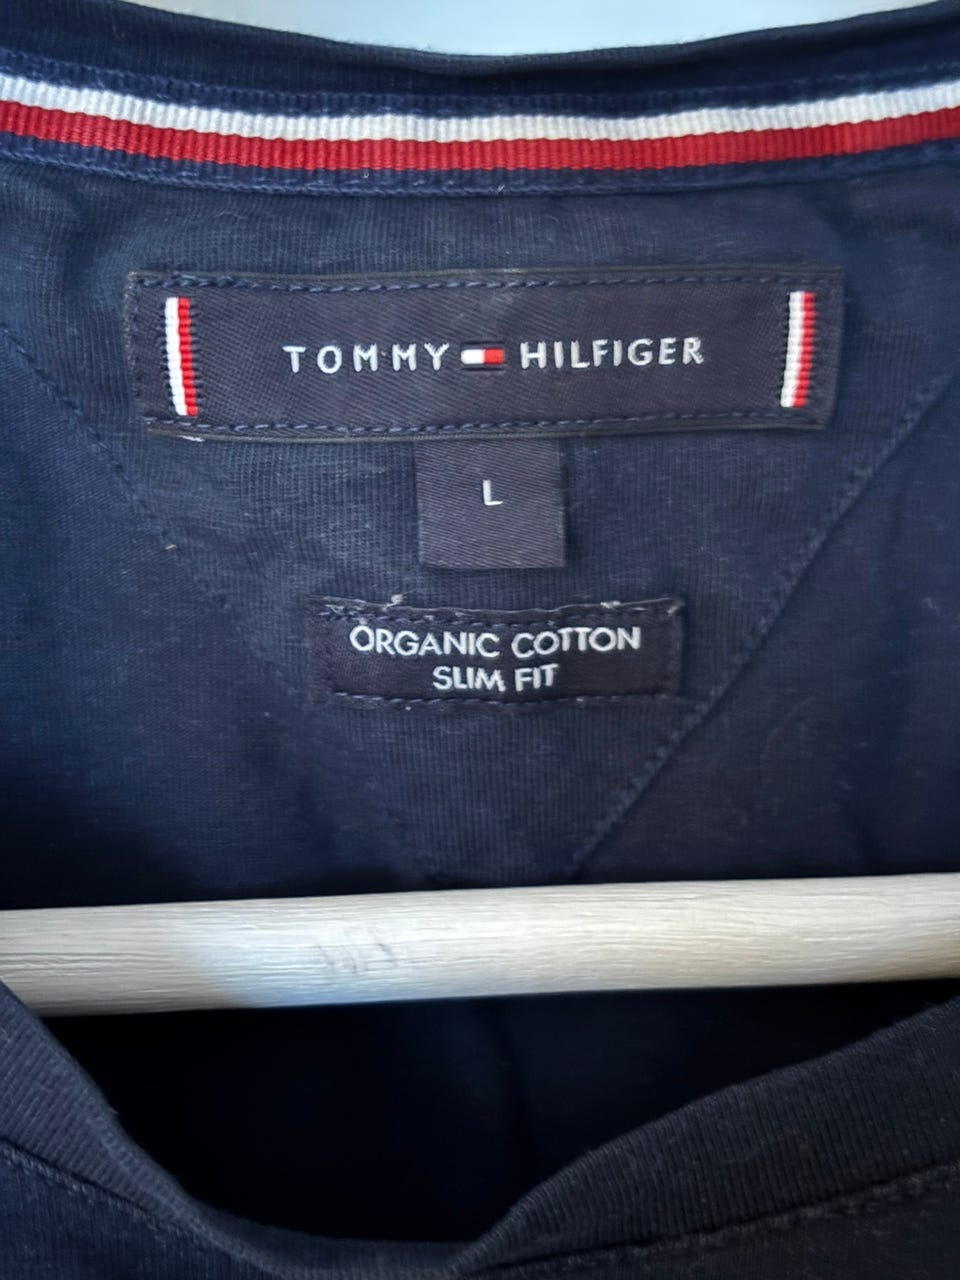 TOMMY HILFIGER
L
ORGANIC COTTON
SLIM FIT